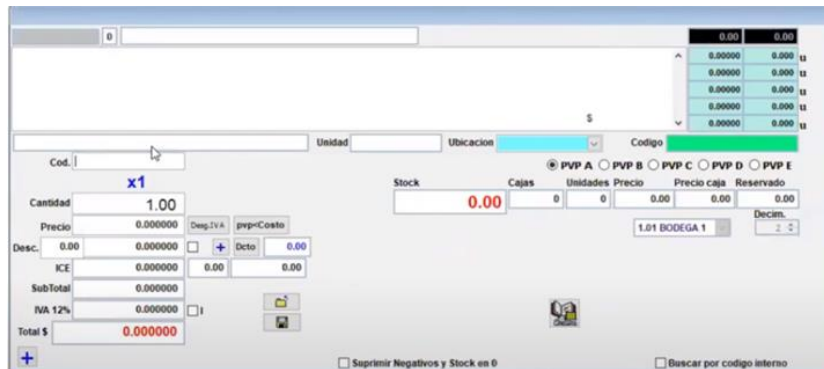 0 0.00 0.00
0.00000 0.000 u
0.00000 0.000 u
0.00000 0.000 u
0.00000 0.000 u
$ 0.00000 0.000 u
Unidad Ubicacion Codigo
Cod. PVP A PVP B PVP C PVP D PVP E
x1 Stock Cajas Unidades Precio Precio caja Reservado
Cantidad 1.00 0.00 0 0 0.00 0.00 0.00
Precio 0.000000 Desg.IVA pvp<Costo 1.01 BODEGA 1 Decim. 2
Desc. 0.00 0.000000 + Dcto 0.00
ICE 0.000000 0.00 0.00
SubTotal 0.000000
IVA 12% 0.000000 I
Total $ 0.000000
+
Suprimir Negativos y Stock en 0 Buscar por codigo interno